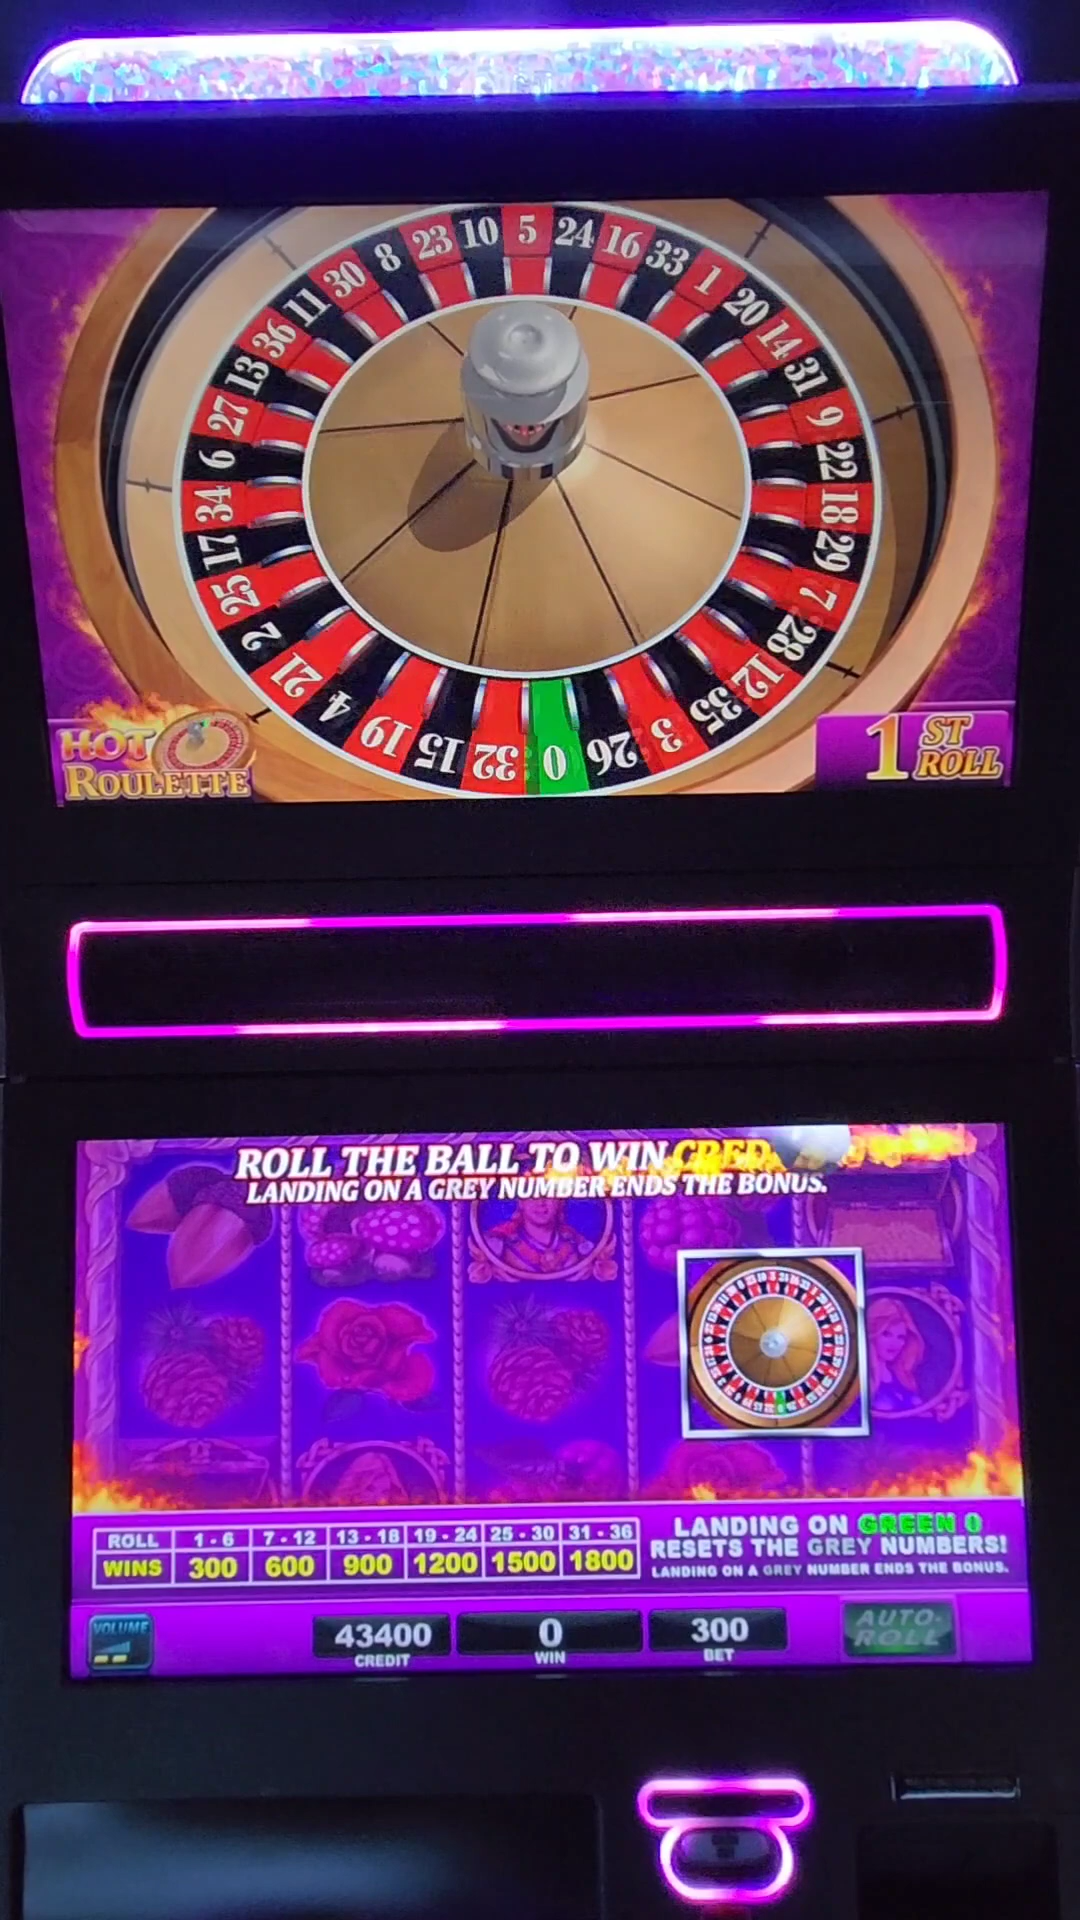 5 24 16 33 1 20 14 31 9 22 18 29 7 28 12 35 3 26 0 32 15 19 4 21 2 25 17 34 6 27 13 36 11 30 8 23 10
HOT
ROULETTE
1 ST
ROLL
ROLL THE BALL TO WIN CRED
LANDING ON A GREY NUMBER ENDS THE BONUS.
ROLL 1 - 6 7 - 12 13 - 18 19 - 24 25 - 30 31 - 36
WINS 300 600 900 1200 1500 1800
LANDING ON GREEN 0
RESETS THE GREY NUMBERS!
LANDING ON A GREY NUMBER ENDS THE BONUS.
VOLUME
43400 0 300
CREDIT WIN BET
AUTO-
ROLL